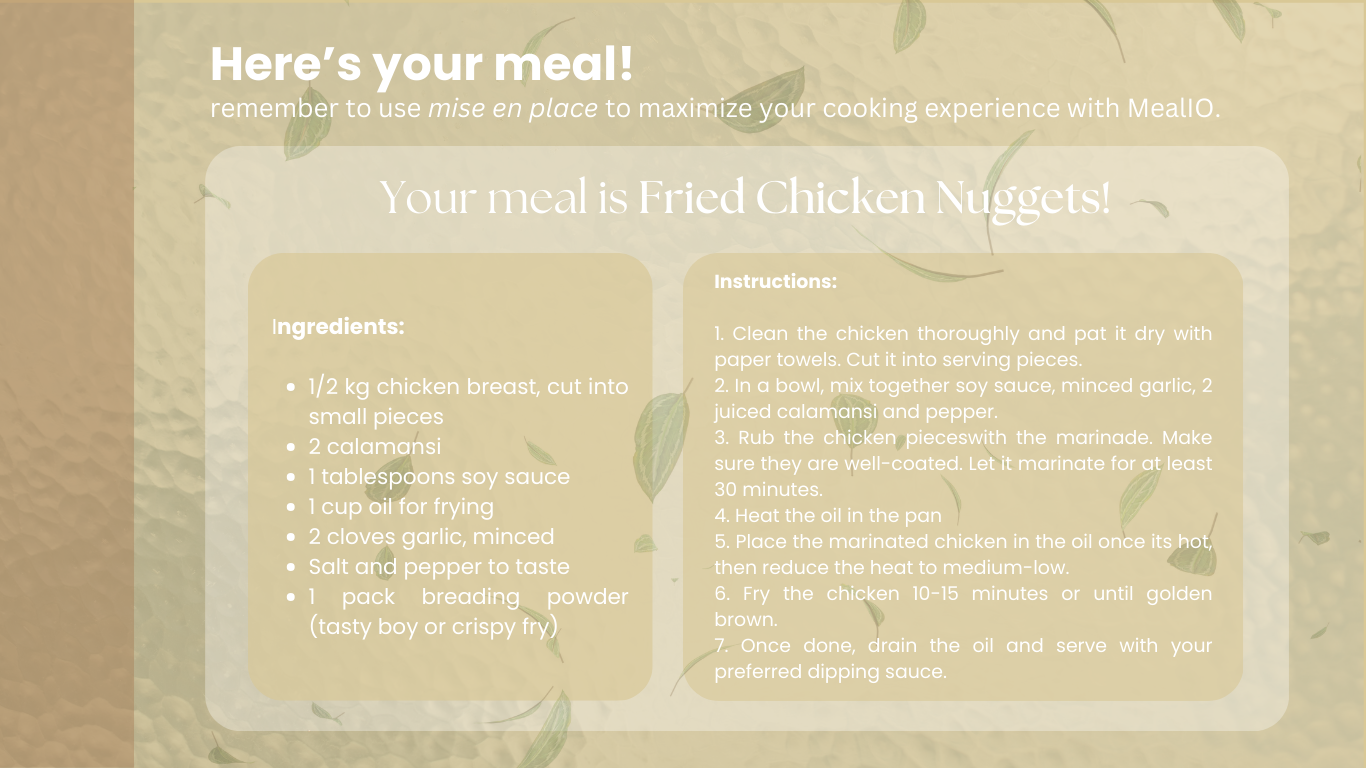 Here's your meal!
remember to use mise en place to maximize your cooking experience with MealIO.
Your meal is Fried Chicken Nuggets!
Ingredients:
• 1/2 kg chicken breast, cut into
small pieces
• 2 calamansi
• 1 tablespoons soy sauce
• 1 cup oil for frying
• 2 cloves garlic, minced
• Salt and pepper to taste
• 1 pack breading powder
(tasty boy or crispy fry)
Instructions:
1. Clean the chicken thoroughly and pat it dry with
paper towels. Cut it into serving pieces.
2. In a bowl, mix together soy sauce, minced garlic, 2
juiced calamansi and pepper.
3. Rub the chicken pieceswith the marinade. Make
sure they are well-coated. Let it marinate for at least
30 minutes.
4. Heat the oil in the pan
5. Place the marinated chicken in the oil once its hot,
then reduce the heat to medium-low.
6. Fry the chicken 10-15 minutes or until golden
brown.
7. Once done, drain the oil and serve with your
preferred dipping sauce.